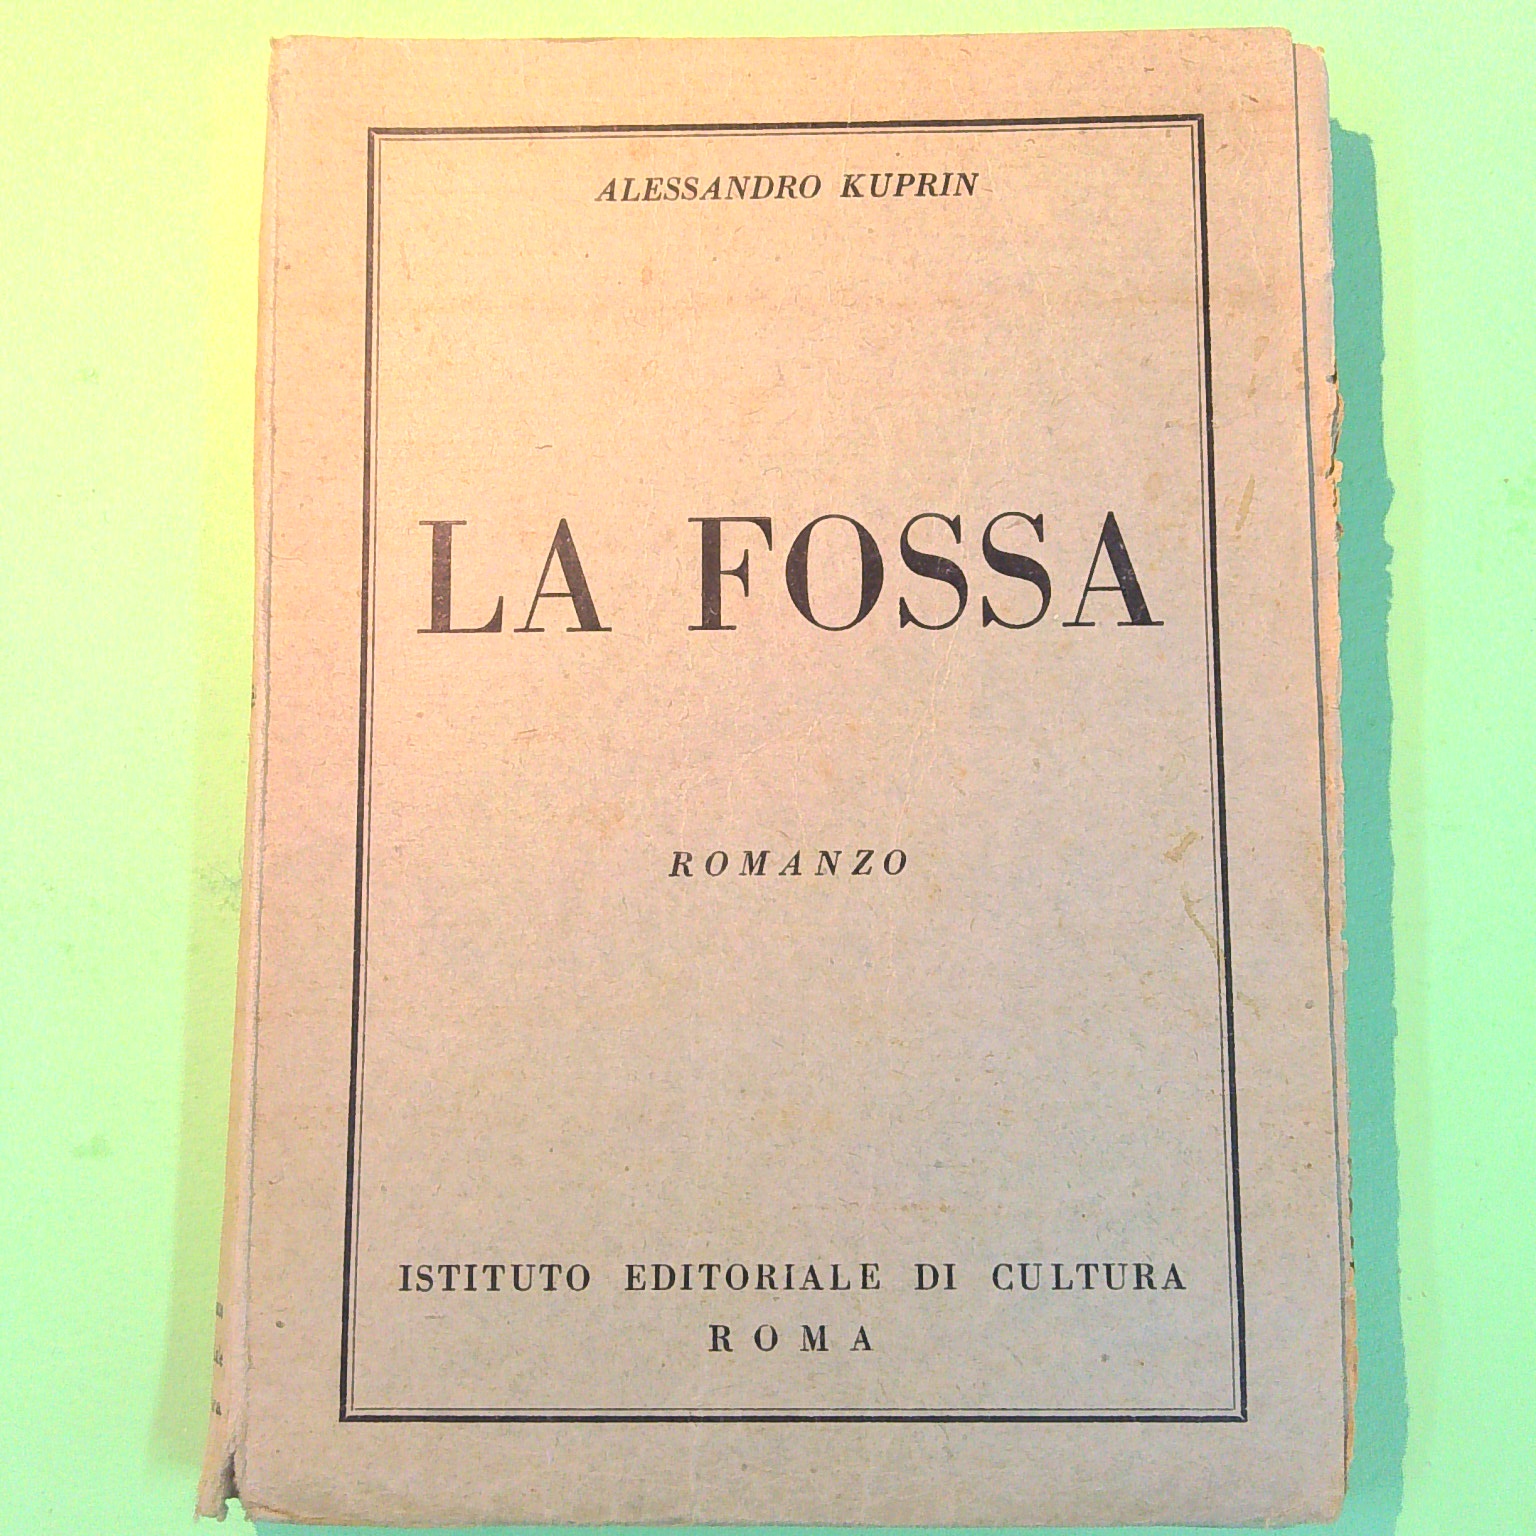 ALESSANDRO KUPRIN
LA FOSSA
ROMANZO
ISTITUTO EDITORIALE DI CULTURA
ROMA